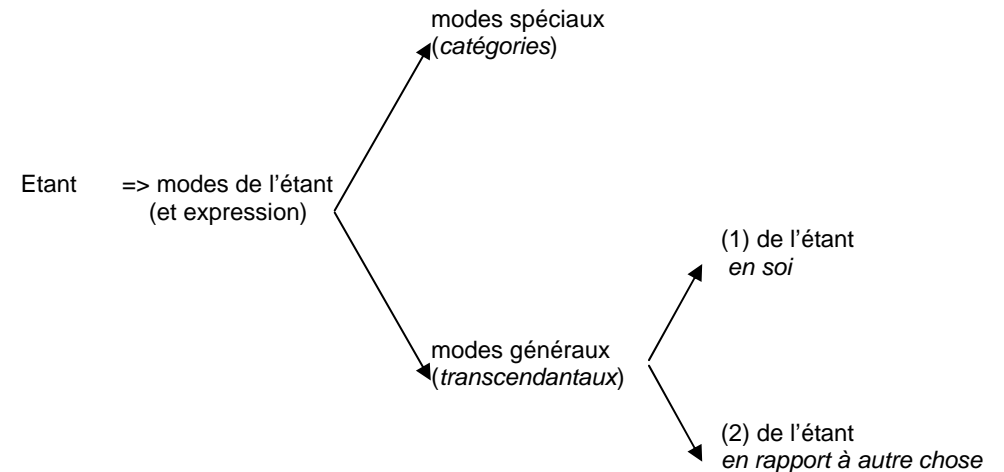 modes spéciaux
(catégories)
Etant => modes de l'étant
(et expression)
(1) de l'étant
en soi
modes généraux
(transcendantaux)
(2) de l'étant
en rapport à autre chose